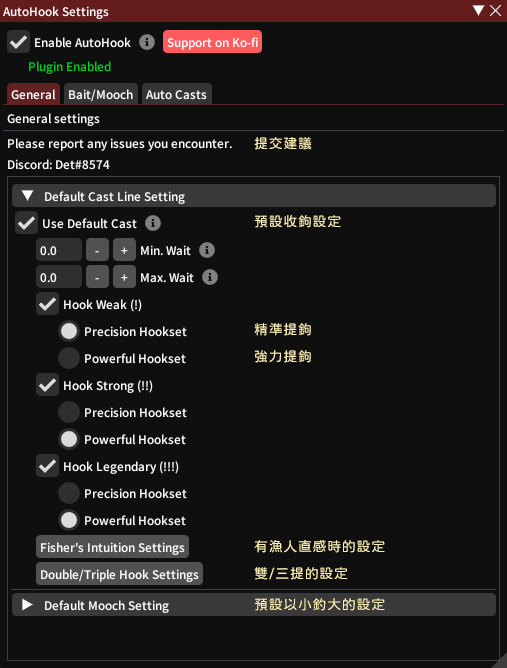 AutoHook Settings
Enable AutoHook Support on Ko-fi
Plugin Enabled
General Bait/Mooch Auto Casts
General settings
Please report any issues you encounter. 提交建議
Discord: Det#8574
Default Cast Line Setting
Use Default Cast 預設收鉤設定
0.0 - + Min. Wait
0.0 - + Max. Wait
Hook Weak (!)
Precision Hookset 精準提鉤
Powerful Hookset 強力提鉤
Hook Strong (!!)
Precision Hookset
Powerful Hookset
Hook Legendary (!!!)
Precision Hookset
Powerful Hookset
Fisher's Intuition Settings 有漁人直感時的設定
Double/Triple Hook Settings 雙/三提的設定
Default Mooch Setting 預設以小釣大的設定